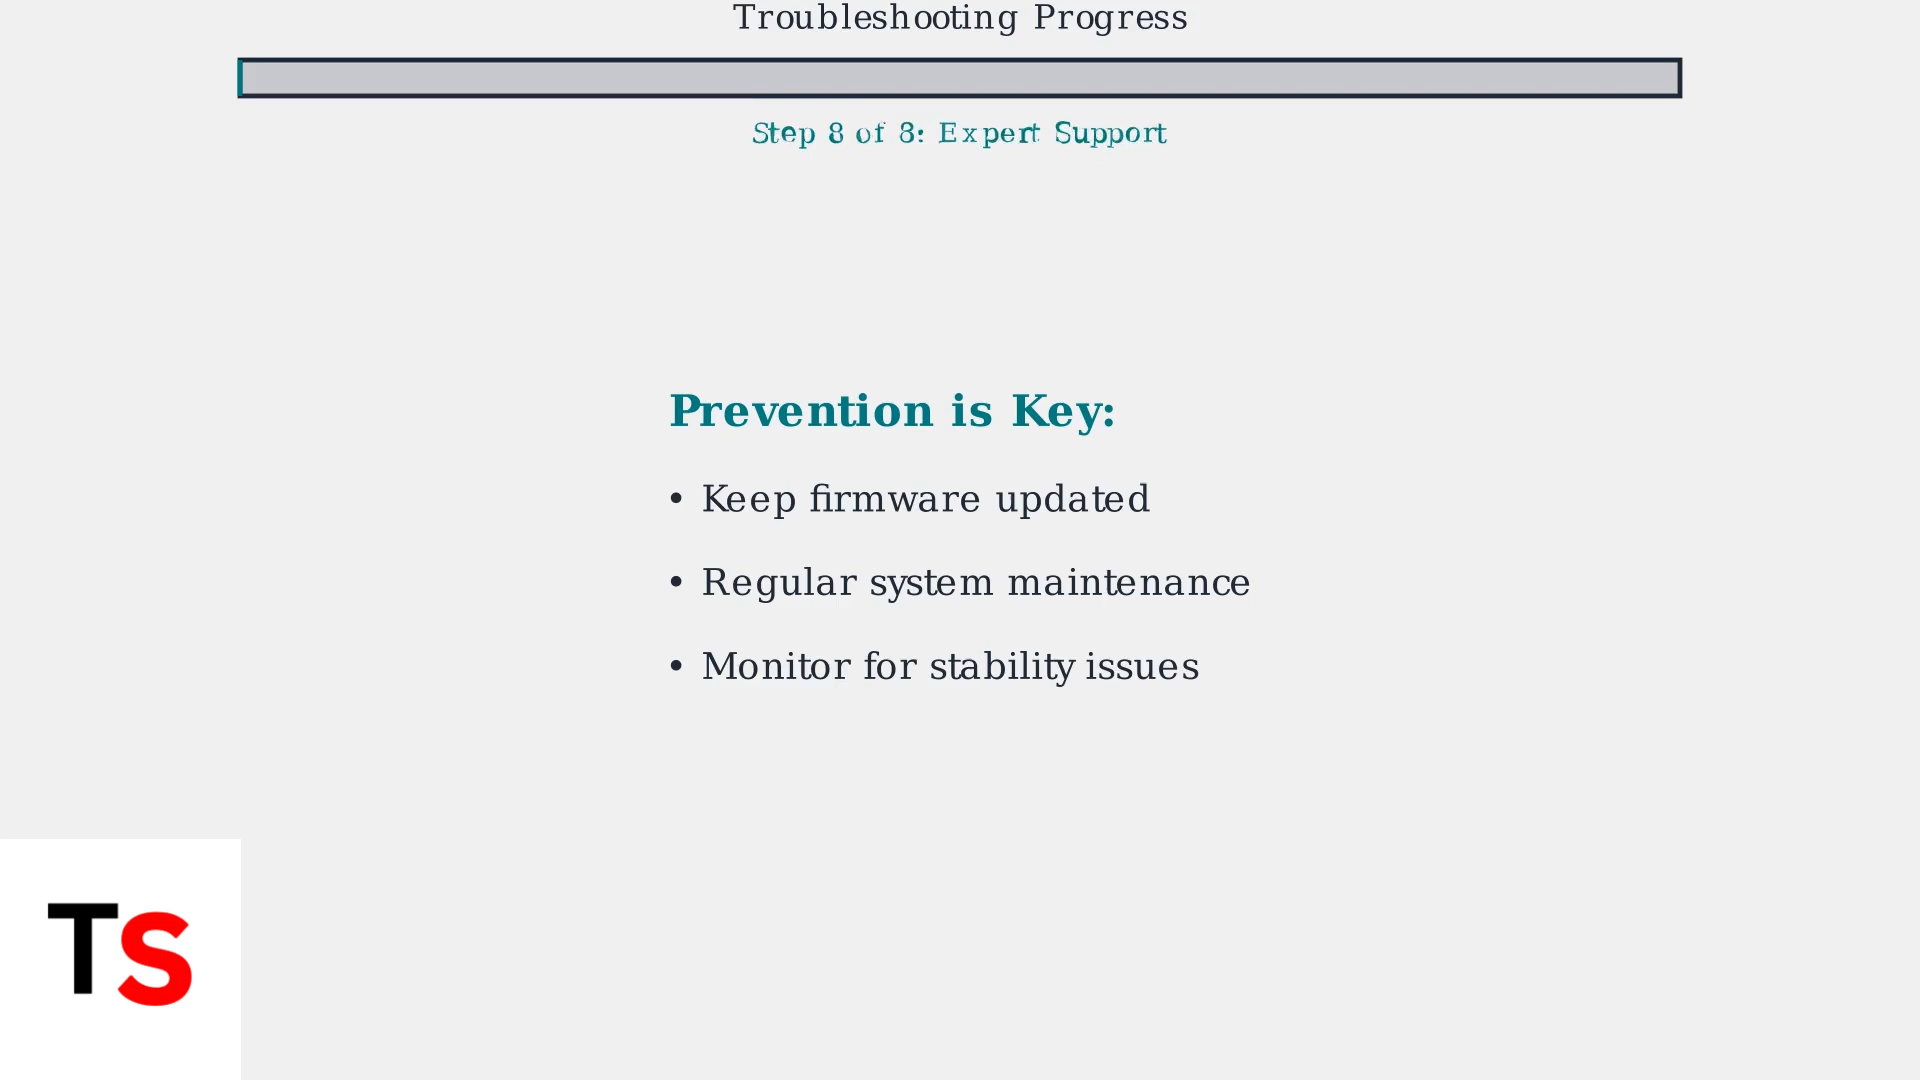 Troubleshooting Progress
Step 8 of 8: Expert Support
Prevention is Key:
• Keep firmware updated
• Regular system maintenance
• Monitor for stability issues
TS